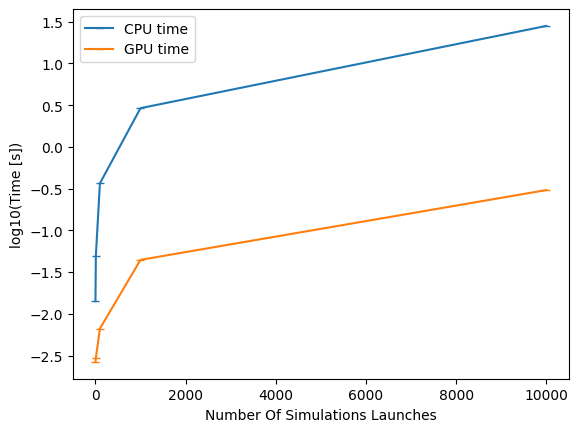 CPU time
GPU time
1.5
1.0
0.5
0.0
−0.5
−1.0
−1.5
−2.0
−2.5
log10(Time [s])
0 2000 4000 6000 8000 10000
Number Of Simulations Launches